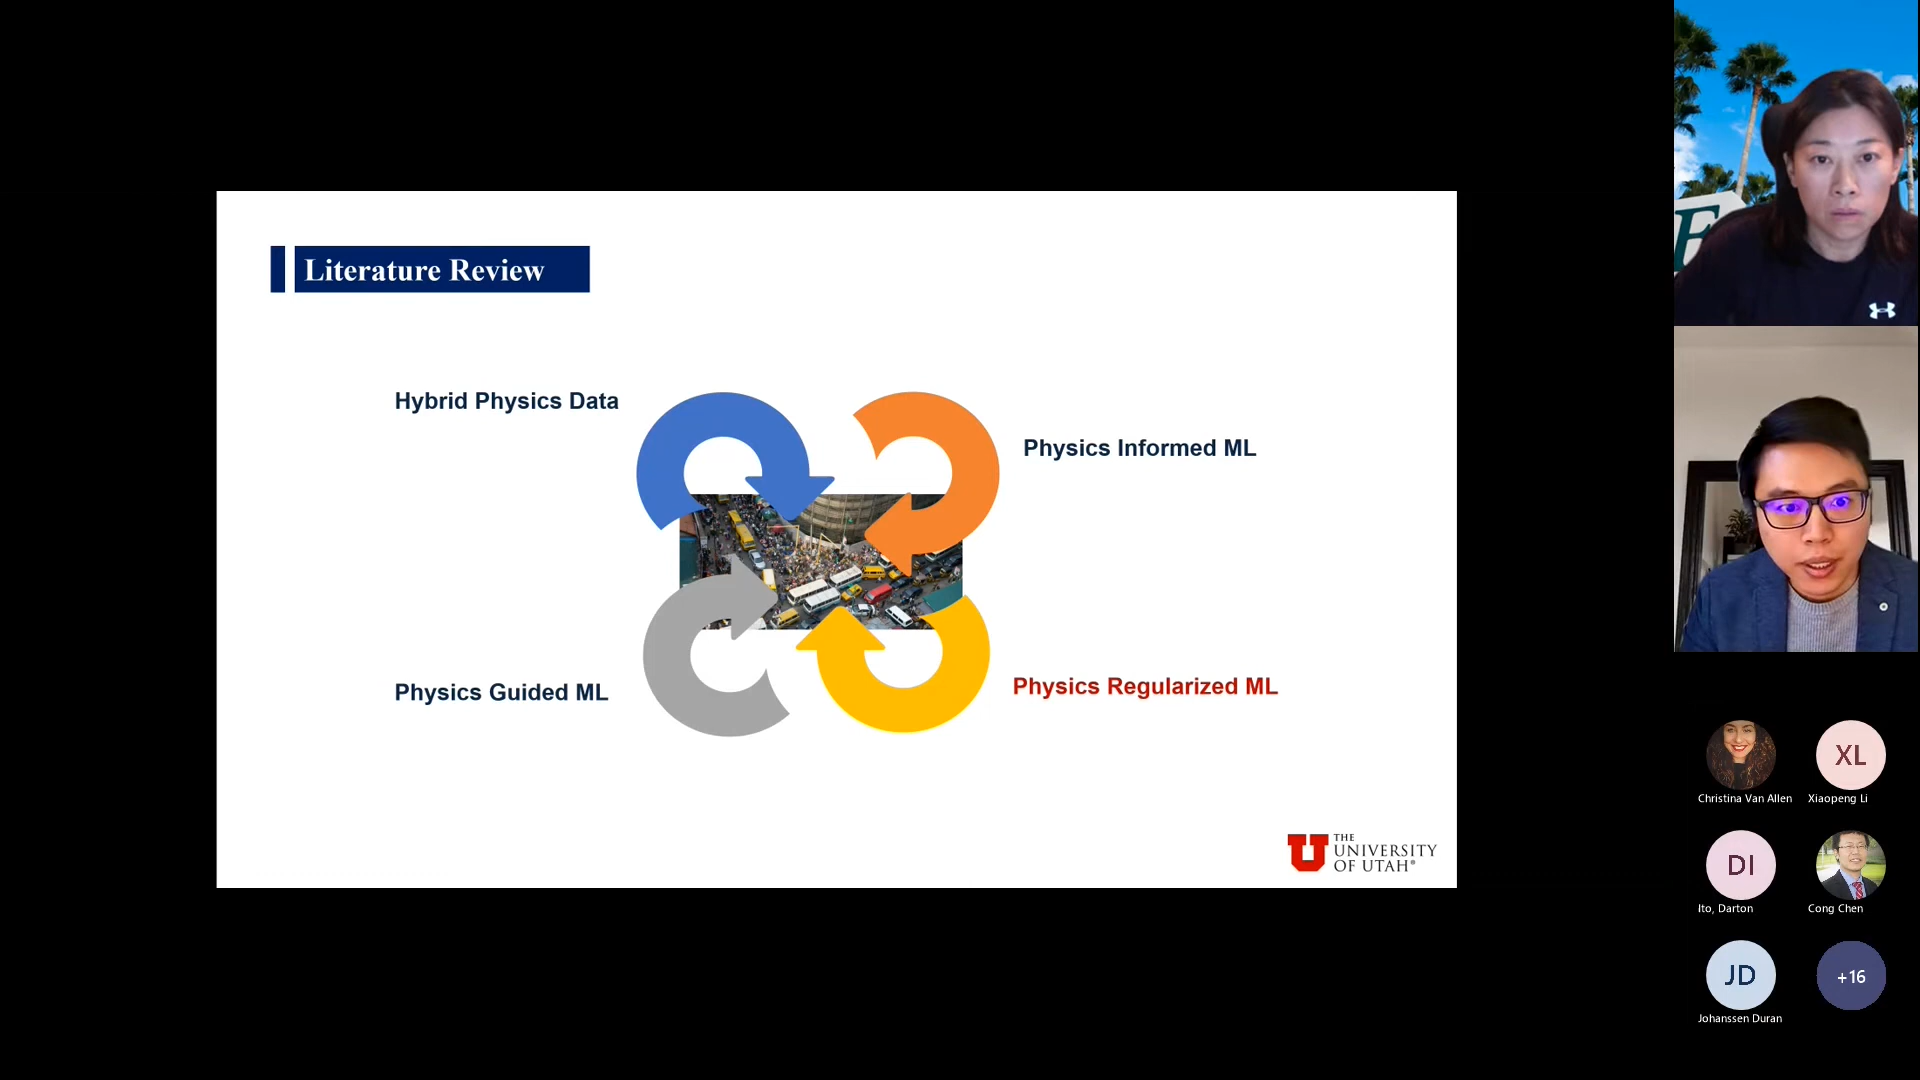 Literature Review
Hybrid Physics Data
Physics Informed ML
Physics Guided ML
Physics Regularized ML
THE
UNIVERSITY
OF UTAH®
E
XL
Christina Van Allen
Xiaopeng Li
DI
Ito, Darton
Cong Chen
JD
+16
Johanssen Duran